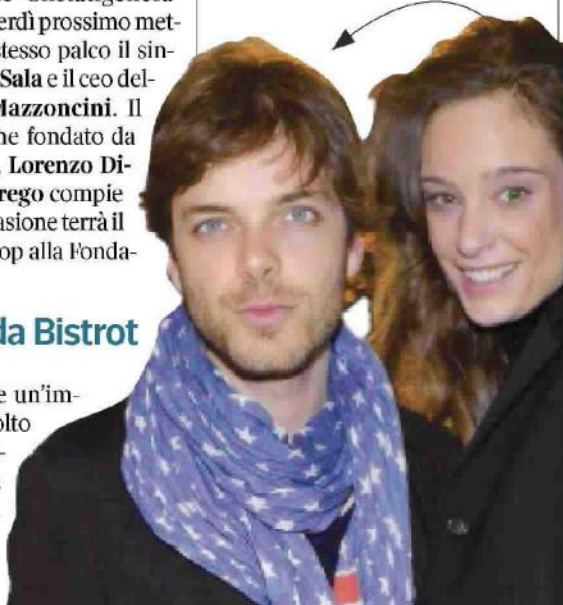 erdì prossimo met-
stesso palco il sin-
Sala e il ceo del-
Mazzoncini. Il
ne fondato da
Lorenzo Di-
rego compie
asione terrà il
op alla Fonda-
da Bistrot
e un'im-
olto